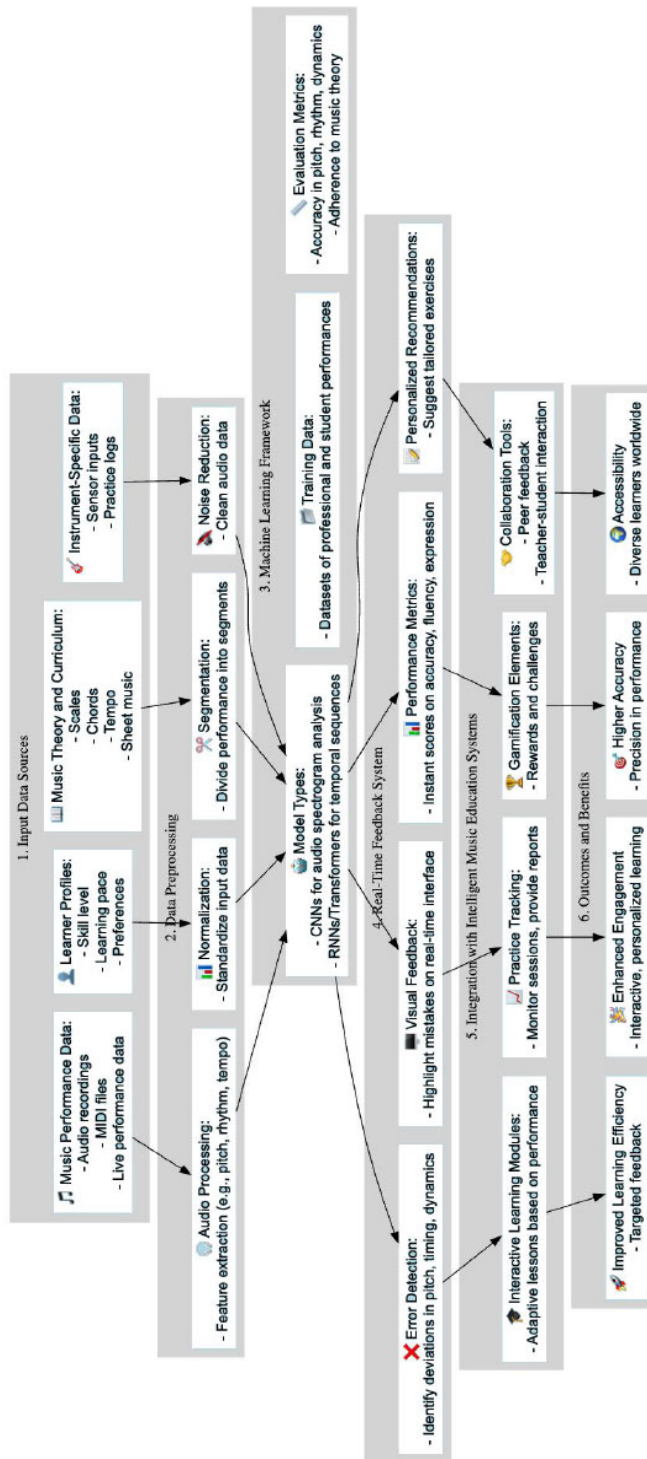 1. Input Data Sources
🎵 Music Performance Data:
- Audio recordings
- MIDI files
- Live performance data
👤 Learner Profiles:
- Skill level
- Learning pace
- Preferences
📖 Music Theory and Curriculum:
- Scales
- Chords
- Tempo
- Sheet music
🎸 Instrument-Specific Data:
- Sensor inputs
- Practice logs
2. Data Preprocessing
Audio Processing:
- Feature extraction (e.g., pitch, rhythm, tempo)
📊 Normalization:
- Standardize input data
✂️ Segmentation:
- Divide performance into segments
Noise Reduction:
- Clean audio data
3. Machine Learning Framework
🤖 Model Types:
- CNNs for audio spectrogram analysis
- RNNs/Transformers for temporal sequences
Training Data:
- Datasets of professional and student performances
📏 Evaluation Metrics:
- Accuracy in pitch, rhythm, dynamics
- Adherence to music theory
4. Real-Time Feedback System
❌ Error Detection:
- Identify deviations in pitch, timing, dynamics
🖥️ Visual Feedback:
- Highlight mistakes on real-time interface
📊 Performance Metrics:
- Instant scores on accuracy, fluency, expression
📝 Personalized Recommendations:
- Suggest tailored exercises
5. Integration with Intelligent Music Education Systems
🎓 Interactive Learning Modules:
- Adaptive lessons based on performance
📈 Practice Tracking:
- Monitor sessions, provide reports
🏆 Gamification Elements:
- Rewards and challenges
🤝 Collaboration Tools:
- Peer feedback
- Teacher-student interaction
6. Outcomes and Benefits
🚀 Improved Learning Efficiency
- Targeted feedback
🎉 Enhanced Engagement
- Interactive, personalized learning
🎯 Higher Accuracy
- Precision in performance
🌍 Accessibility
- Diverse learners worldwide